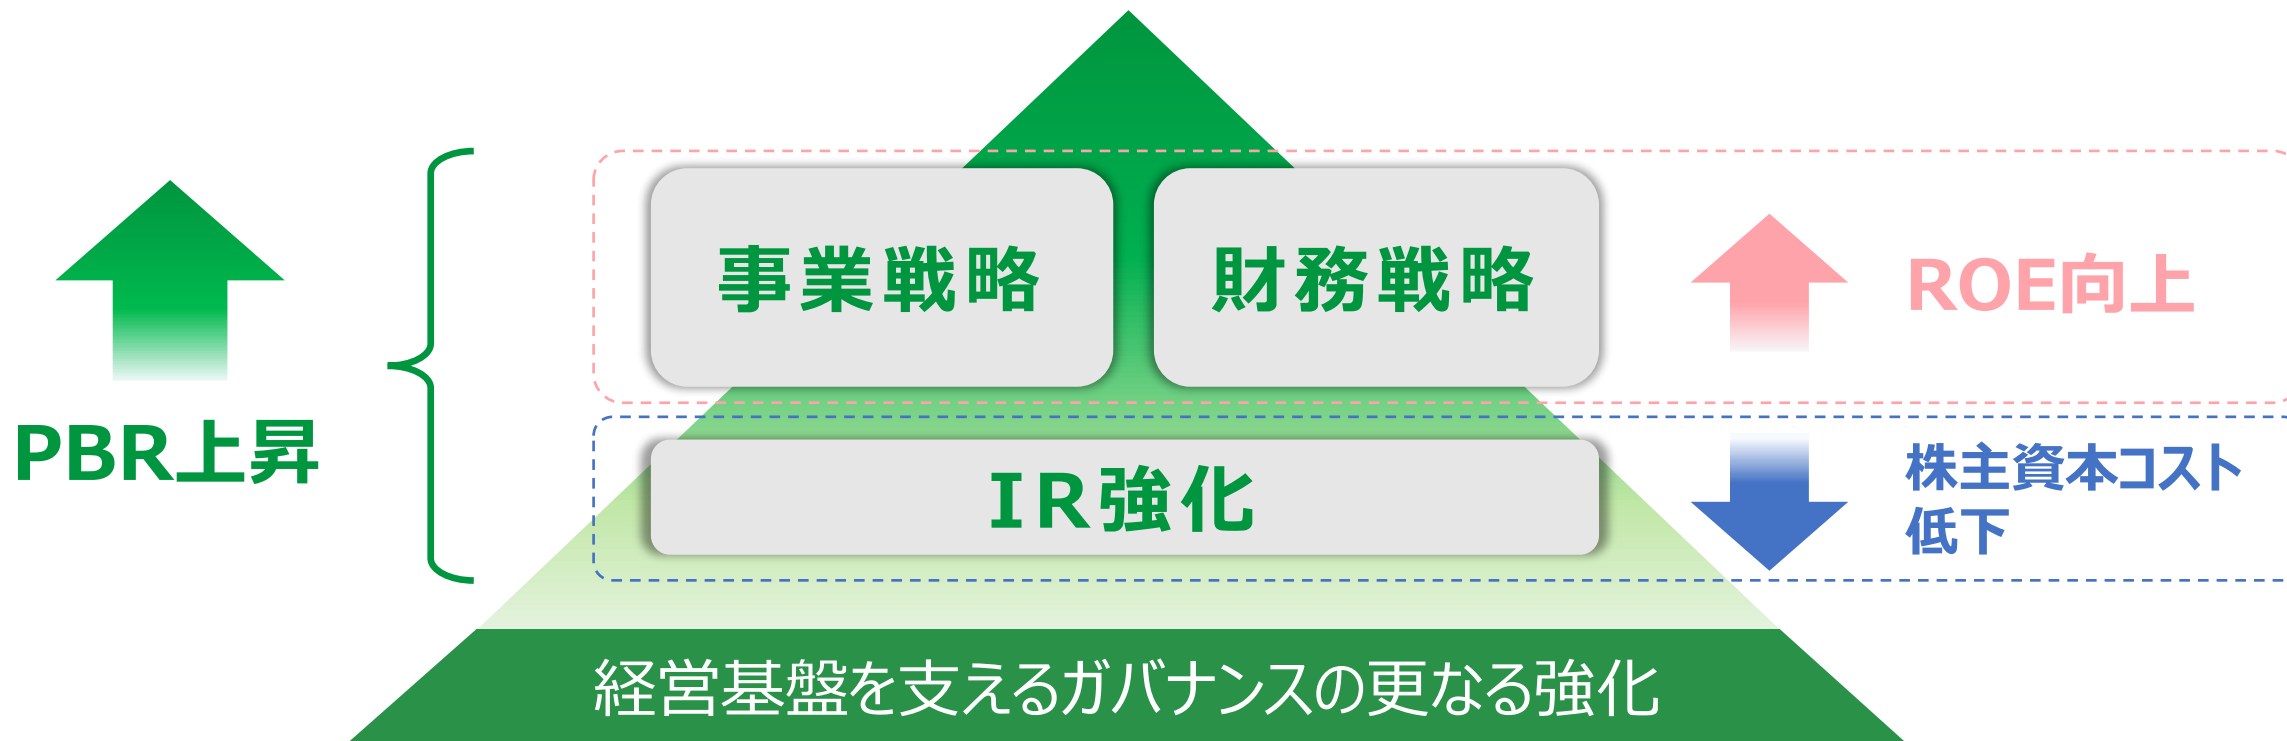 事業戦略
財務戦略
ROE向上
PBR上昇
IR強化
株主資本コスト
低下
経営基盤を支えるガバナンスの更なる強化